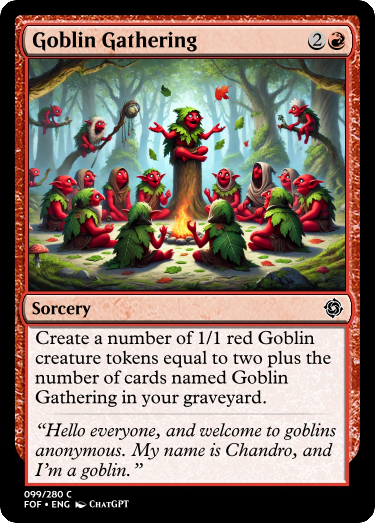 Goblin Gathering 2
Sorcery
Create a number of 1/1 red Goblin
creature tokens equal to two plus the
number of cards named Goblin
Gathering in your graveyard.
“Hello everyone, and welcome to goblins
anonymous. My name is Chandro, and
I’m a goblin.”
099/280 C
FOF • ENG ChatGPT